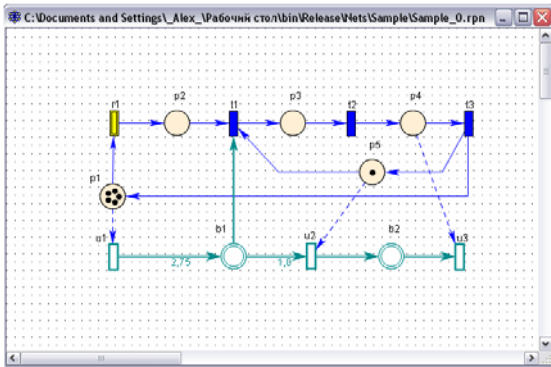 C:\Documents and Settings\_Alex_\Рабочий стол\bin\Release\Nets\Sample\Sample_0.rpn
r1 p2 t1 p3 t2 p4 t3
p5
p1
u1 b1 u2 b2 u3
2,75 1,0